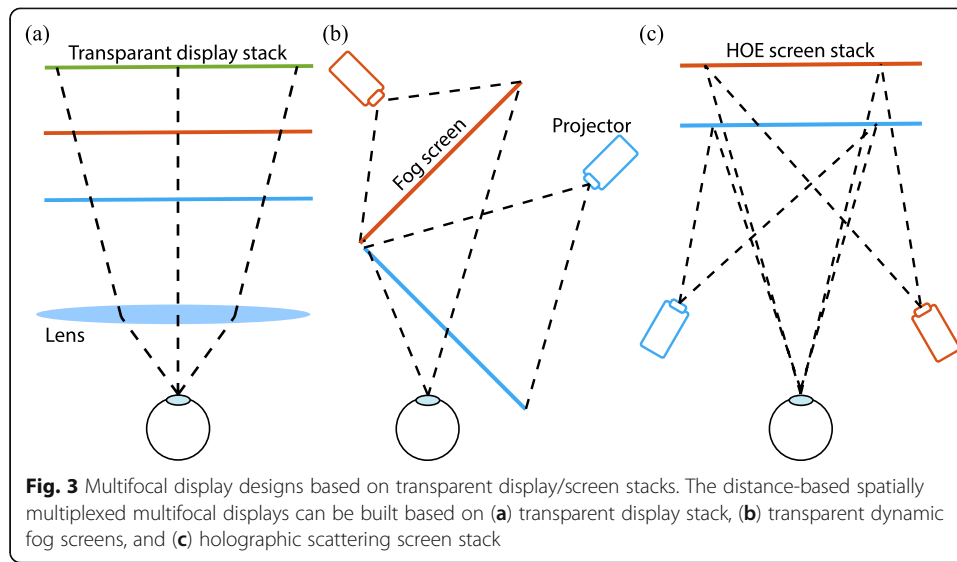 (a)
Transparant display stack
Lens
(b)
Fog screen
Projector
(c)
HOE screen stack
Fig. 3 Multifocal display designs based on transparent display/screen stacks. The distance-based spatially
multiplexed multifocal displays can be built based on (a) transparent display stack, (b) transparent dynamic
fog screens, and (c) holographic scattering screen stack